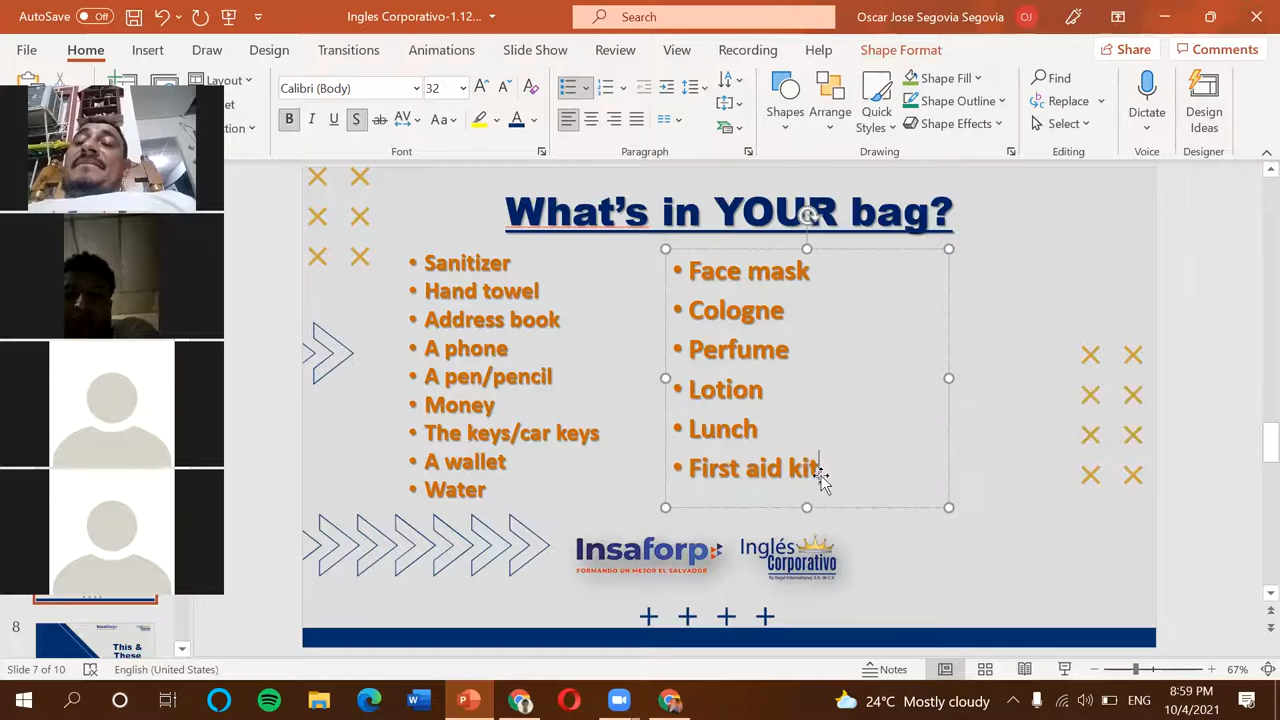 AutoSave Off
Ingles Corporativo-1.12...
Search
Oscar Jose Segovia Segovia OJ
File Home Insert Draw Design Transitions Animations Slide Show Review View Recording Help Shape Format Share Comments
Layout
Calibri (Body) 32
Shapes
Arrange
Quick Styles
Shape Fill
Shape Outline
Shape Effects
Find
Replace
Select
Dictate
Design Ideas
Font Paragraph Drawing Editing Voice Designer
What's in YOUR bag?
• Sanitizer
• Hand towel
• Address book
• A phone
• A pen/pencil
• Money
• The keys/car keys
• A wallet
• Water
• Face mask
• Cologne
• Perfume
• Lotion
• Lunch
• First aid kit
Insaforp
FORMANDO UN MEJOR EL SALVADOR
Inglés
Corporativo
By Regal International, S.A. de C.V.
8
This &
These
Slide 7 of 10 English (United States) Notes 67%
24°C Mostly cloudy ENG
8:59 PM
10/4/2021